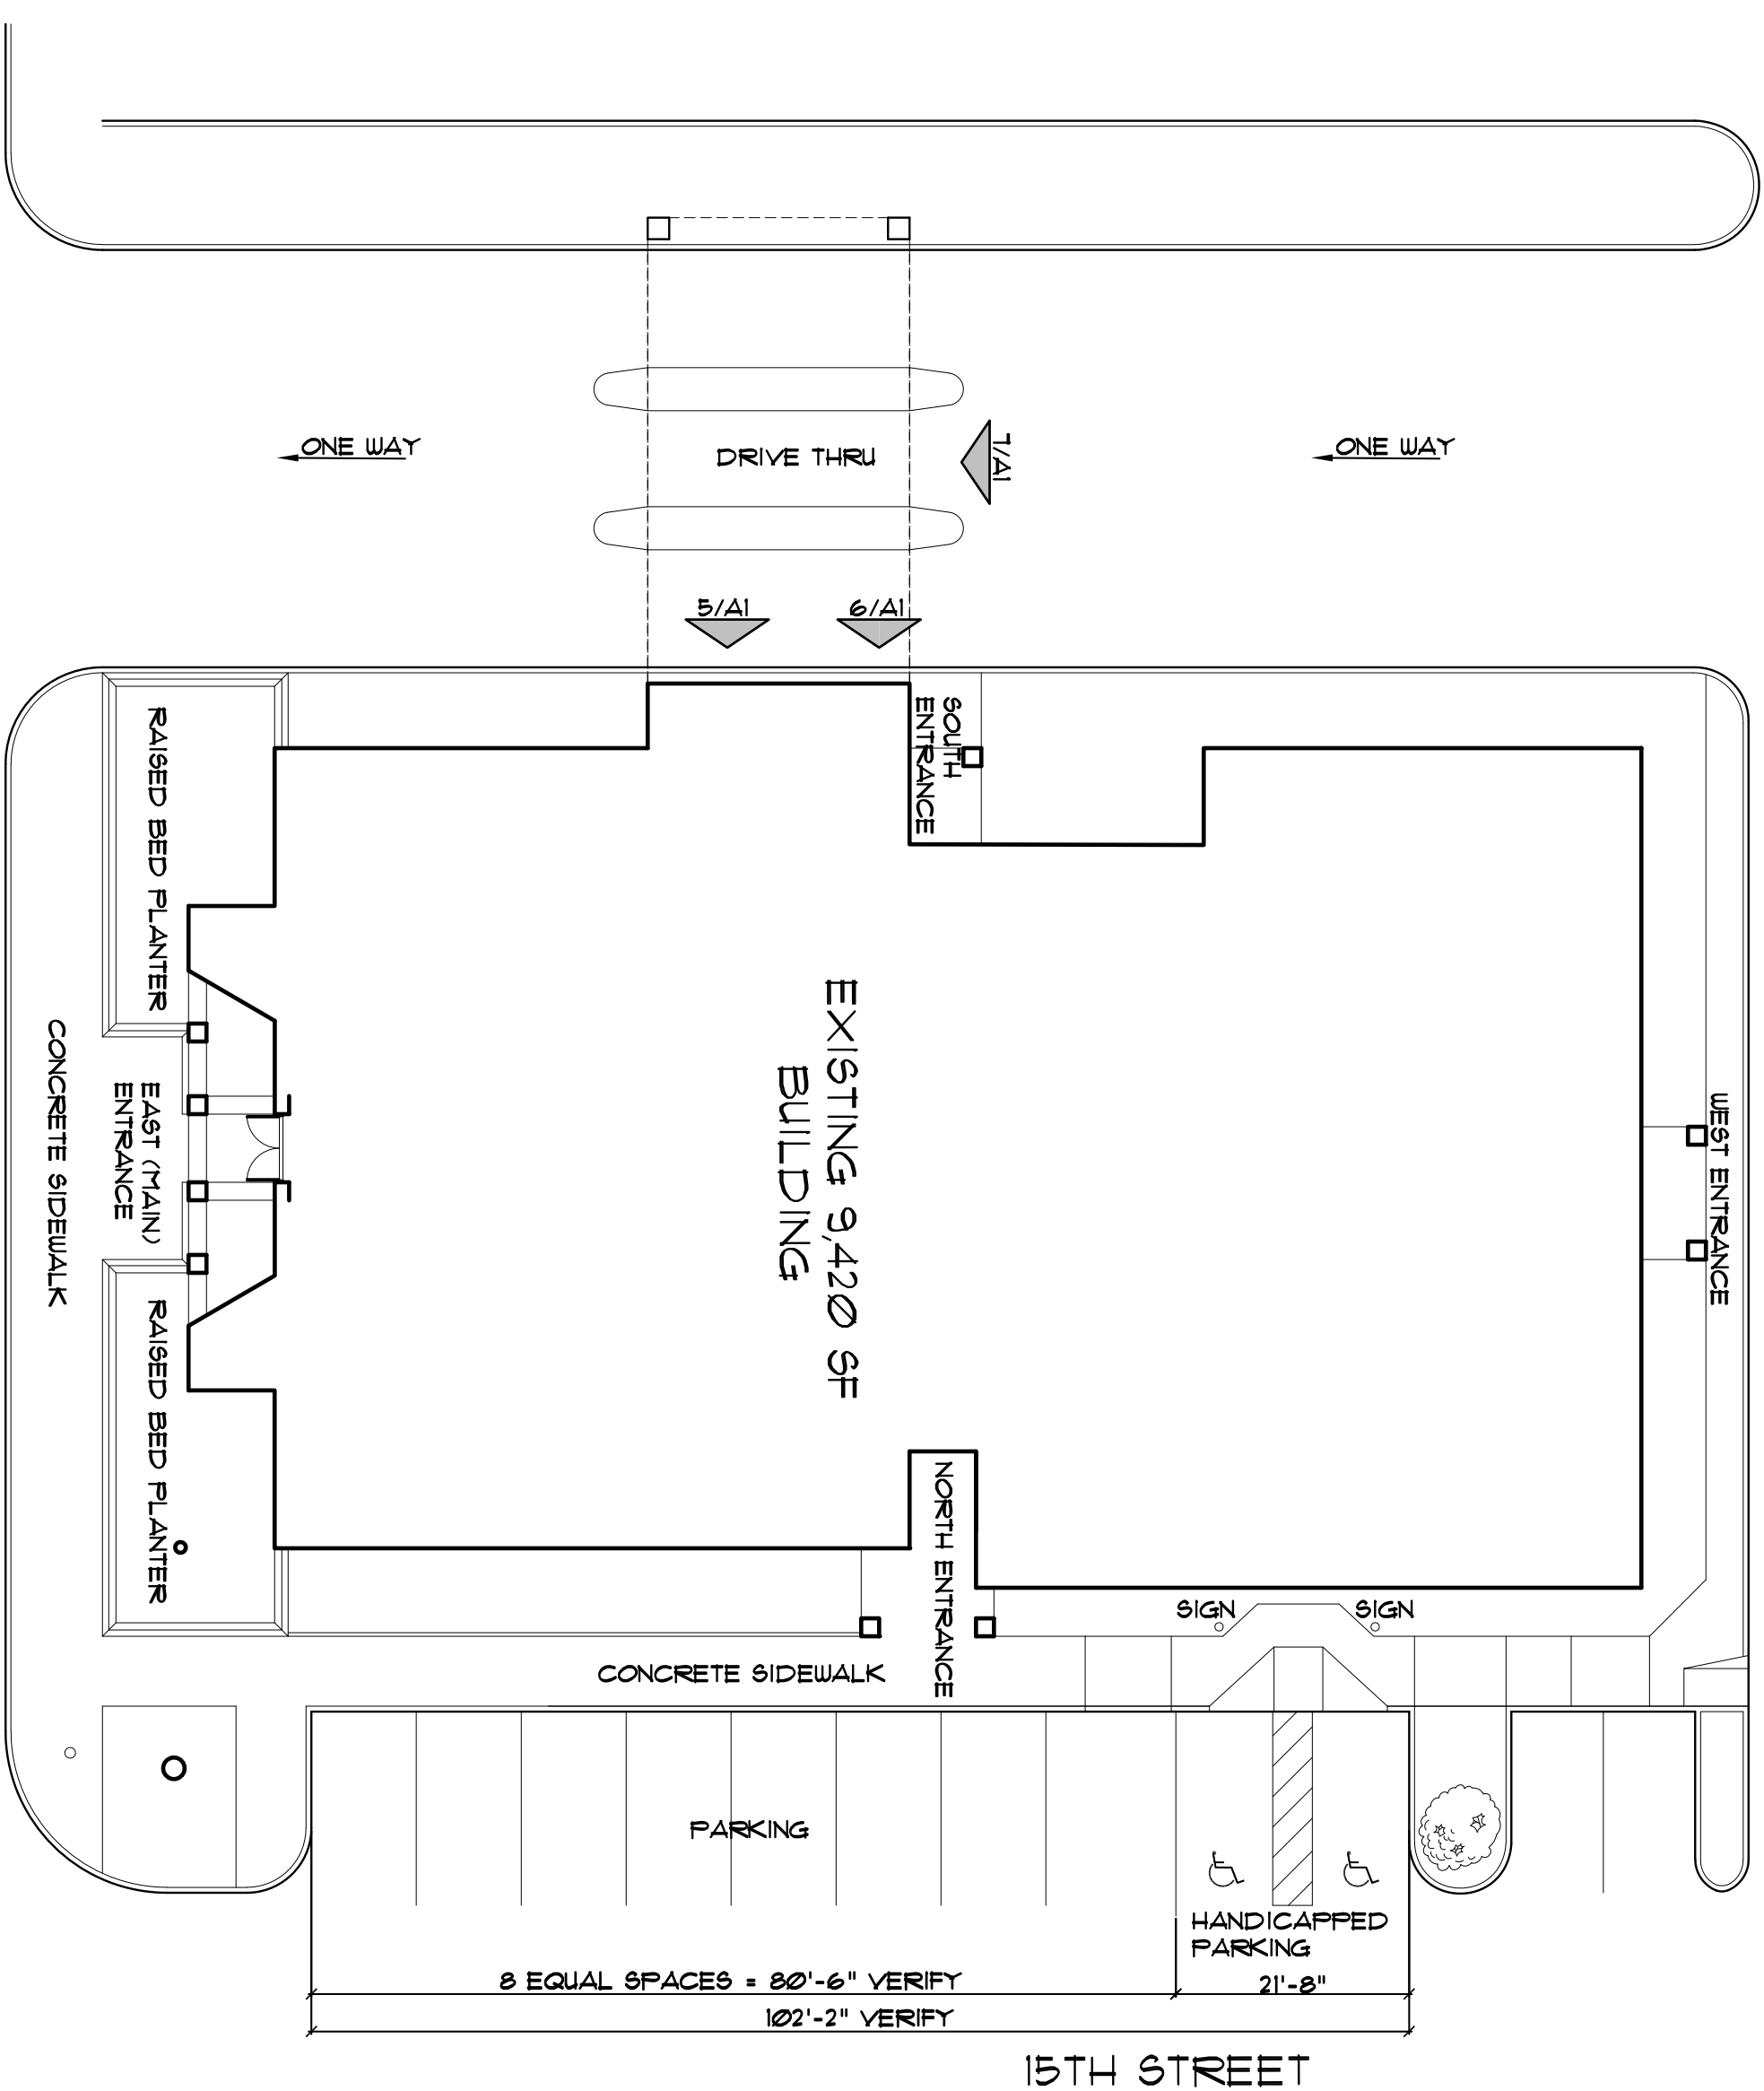 ONE WAY
DRIVE THRU
7/A1
ONE WAY
5/A1
6/A1
SOUTH
ENTRANCE
RAISED BED PLANTER
CONCRETE SIDEWALK
EAST (MAIN)
ENTRANCE
EXISTING 9,420 SF
BUILDING
WEST ENTRANCE
RAISED BED PLANTER
NORTH ENTRANCE
SIGN
SIGN
CONCRETE SIDEWALK
PARKING
HANDICAPPED
PARKING
8 EQUAL SPACES = 80'-6" VERIFY
21'-8"
102'-2" VERIFY
15TH STREET